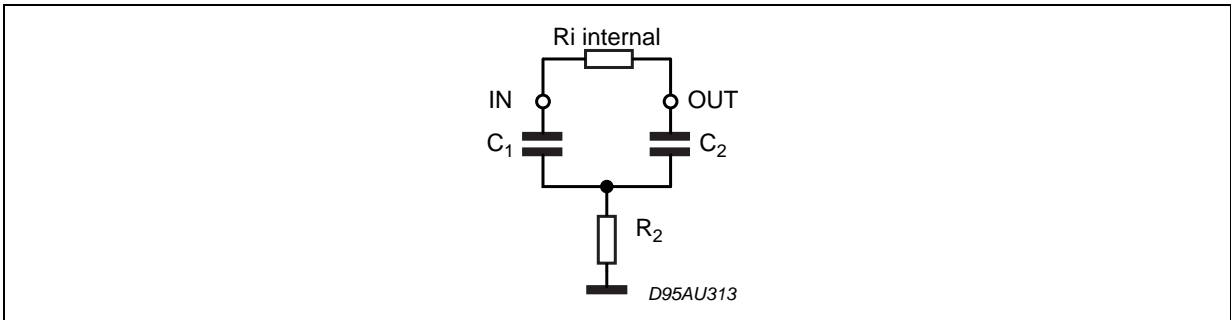 Ri internal
IN
OUT
C₁
C₂
R₂
D95AU313